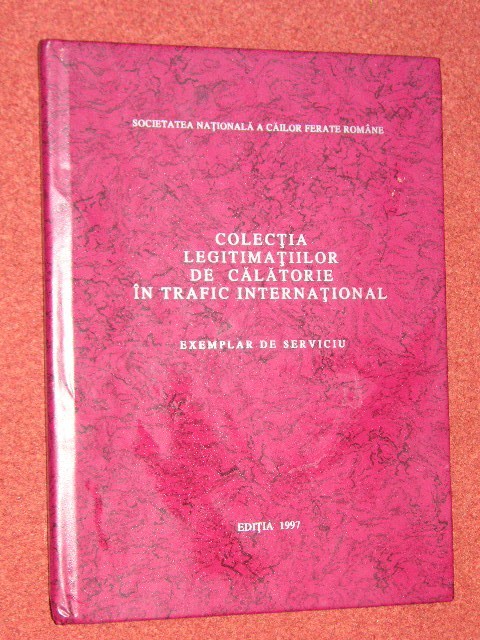 SOCIETATEA NAŢIONALĂ A CĂILOR FERATE ROMÂNE
COLECŢIA
LEGITIMAŢIILOR
DE CĂLĂTORIE
ÎN TRAFIC INTERNAŢIONAL
EXEMPLAR DE SERVICIU
EDIŢIA 1997